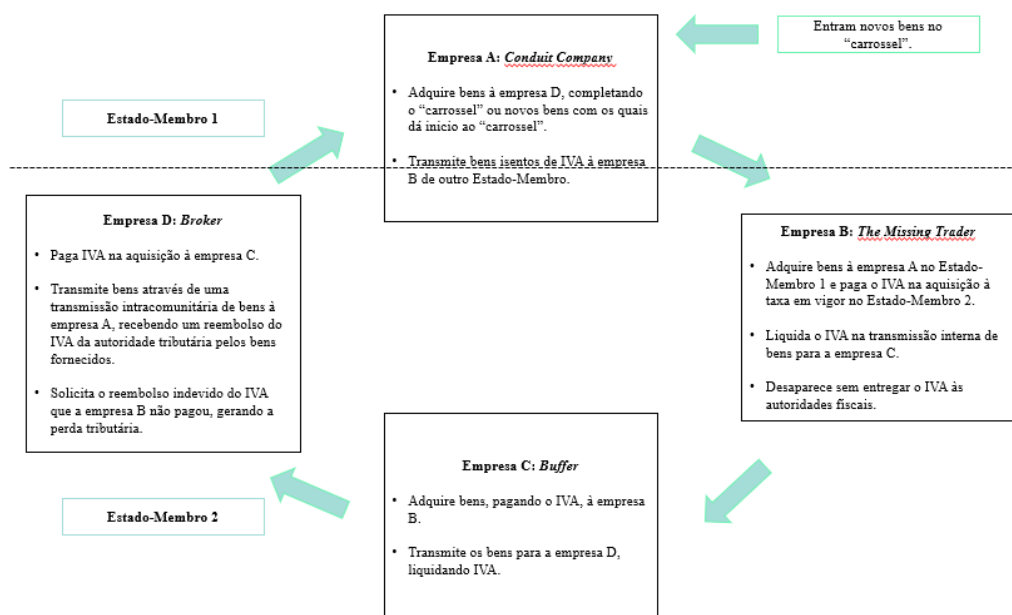 Entram novos bens no
“carrossel”.
Empresa A: Conduit Company
• Adquire bens à empresa D, completando
o “carrossel” ou novos bens com os quais
dá inicio ao “carrossel”.
• Transmite bens isentos de IVA à empresa
B de outro Estado-Membro.
Estado-Membro 1
Empresa D: Broker
• Paga IVA na aquisição à empresa C.
• Transmite bens através de uma
transmissão intracomunitária de bens à
empresa A, recebendo um reembolso do
IVA da autoridade tributária pelos bens
fornecidos.
• Solicita o reembolso indevido do IVA
que a empresa B não pagou, gerando a
perda tributária.
Empresa B: The Missing Trader
• Adquire bens à empresa A no Estado-
Membro 1 e paga o IVA na aquisição à
taxa em vigor no Estado-Membro 2.
• Liquida o IVA na transmissão interna de
bens para a empresa C.
• Desaparece sem entregar o IVA às
autoridades fiscais.
Empresa C: Buffer
• Adquire bens, pagando o IVA, à empresa
B.
• Transmite os bens para a empresa D,
liquidando IVA.
Estado-Membro 2